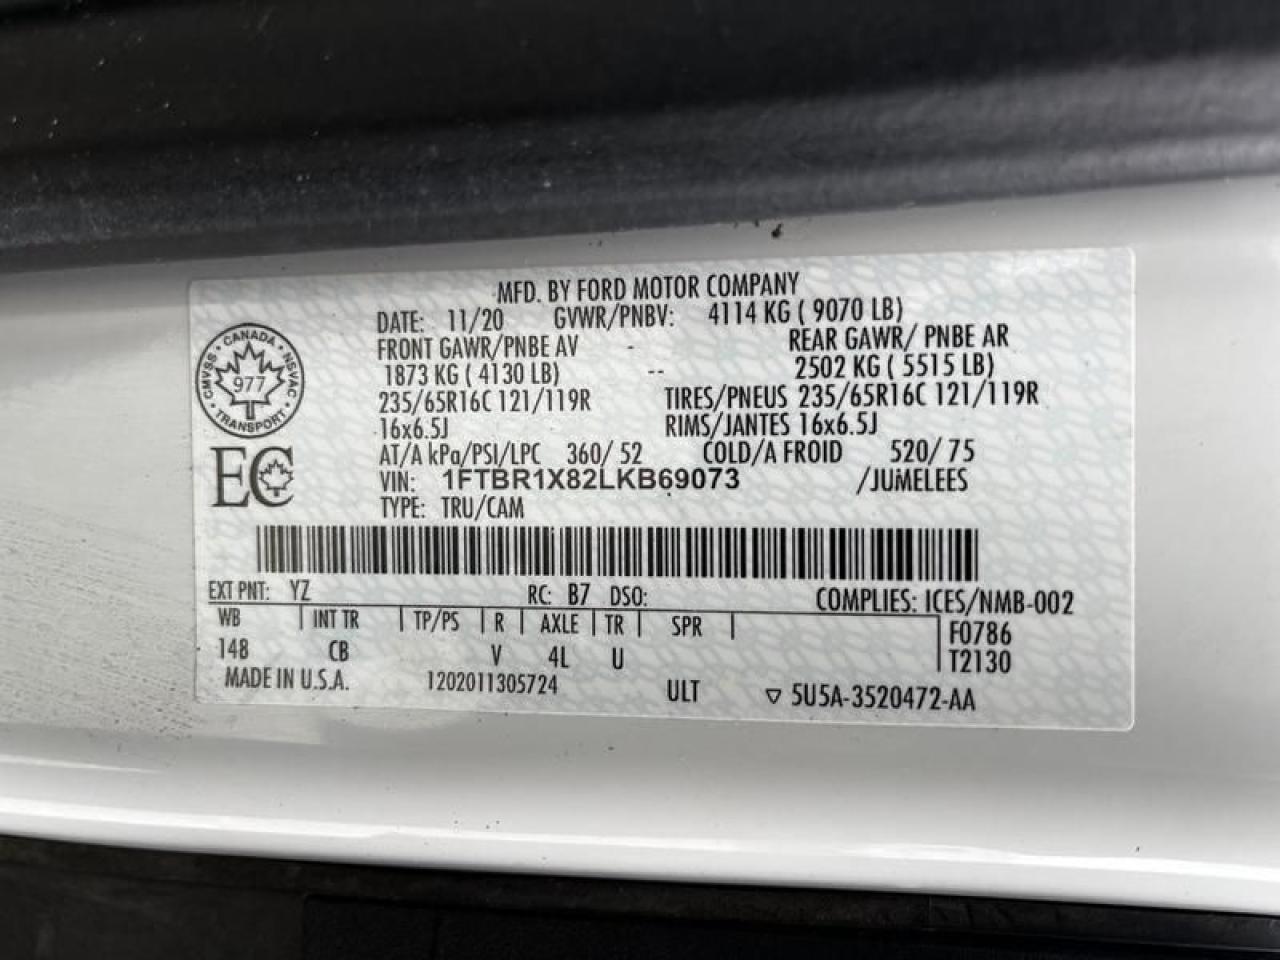 MFD. BY FORD MOTOR COMPANY
DATE: 11/20 GVWR/PNBV: 4114 KG ( 9070 LB)
FRONT GAWR/PNBE AV - REAR GAWR/ PNBE AR
1873 KG ( 4130 LB) -- 2502 KG ( 5515 LB)
235/65R16C 121/119R TIRES/PNEUS 235/65R16C 121/119R
16x6.5J RIMS/JANTES 16x6.5J
AT/A kPa/PSI/LPC 360/ 52 COLD/A FROID 520/ 75
VIN: 1FTBR1X82LKB69073 /JUMELEES
TYPE: TRU/CAM
CANADA
CMVSS • NSVAC
977
TRANSPORT
EC
EXT PNT: YZ RC: B7 DSO: COMPLIES: ICES/NMB-002
WB | INT TR | TP/PS | R | AXLE | TR | SPR | F0786
148 CB V 4L U T2130
MADE IN U.S.A. 1202011305724 ULT ▽ 5U5A-3520472-AA